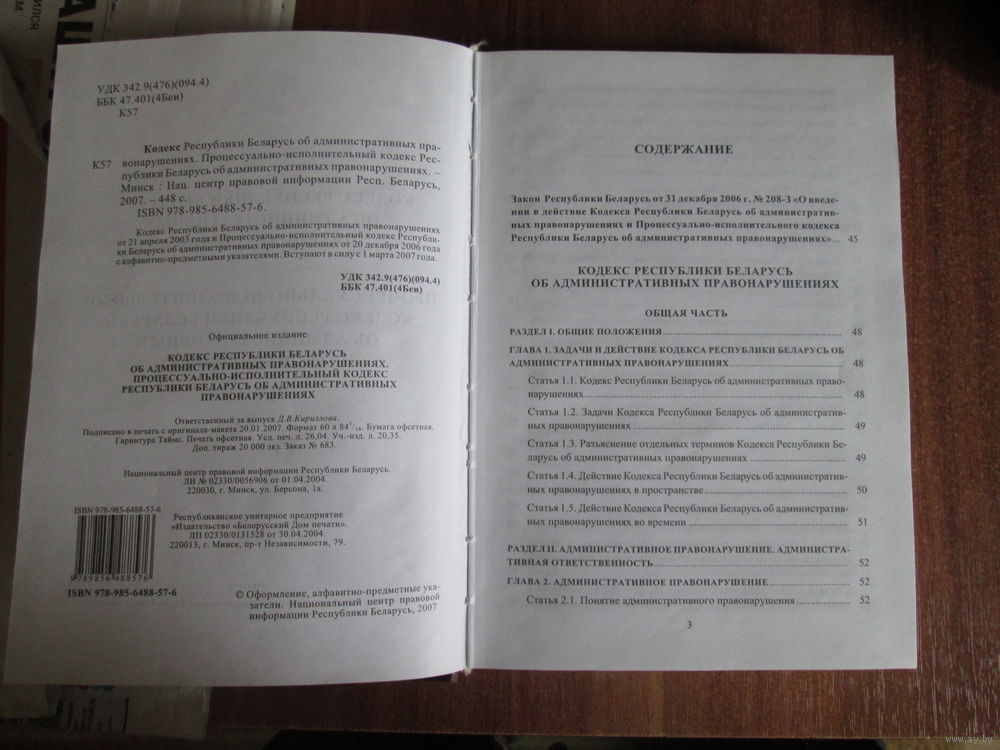 УДК 342.9(476)(094.4)
ББК 47.401(4Беи)
К57
Кодекс Республики Беларусь об административных пра-
К57 вонарушениях. Процессуально-исполнительный кодекс Рес-
публики Беларусь об административных правонарушениях. –
Минск : Нац. центр правовой информации Респ. Беларусь,
2007. – 448 с.
ISBN 978-985-6488-57-6.
Кодекс Республики Беларусь об административных правонарушениях
от 21 апреля 2003 года и Процессуально-исполнительный кодекс Республи-
ки Беларусь об административных правонарушениях от 20 декабря 2006 года
с алфавитно-предметными указателями. Вступают в силу с 1 марта 2007 года.
УДК 342.9(476)(094.4)
ББК 47.401(4Беи)
Официальное издание
КОДЕКС РЕСПУБЛИКИ БЕЛАРУСЬ
ОБ АДМИНИСТРАТИВНЫХ ПРАВОНАРУШЕНИЯХ.
ПРОЦЕССУАЛЬНО-ИСПОЛНИТЕЛЬНЫЙ КОДЕКС
РЕСПУБЛИКИ БЕЛАРУСЬ ОБ АДМИНИСТРАТИВНЫХ
ПРАВОНАРУШЕНИЯХ
Ответственный за выпуск Д.В.Кириллова.
Подписано в печать с оригинала-макета 20.01.2007. Формат 60 x 84 1/16. Бумага офсетная.
Гарнитура Таймс. Печать офсетная. Усл. печ. л. 26,04. Уч.-изд. л. 20,35.
Доп. тираж 20 000 экз. Заказ № 683.
Национальный центр правовой информации Республики Беларусь.
ЛИ № 02330/0056906 от 01.04.2004.
220030, г. Минск, ул. Берсона, 1а.
ISBN 978-985-6488-57-6
Республиканское унитарное предприятие
«Издательство «Белорусский Дом печати».
ЛП 02330/0131528 от 30.04.2004.
220013, г. Минск, пр-т Независимости, 79.
9789856488576
ISBN 978-985-6488-57-6
© Оформление, алфавитно-предметные ука-
затели. Национальный центр правовой
информации Республики Беларусь, 2007
СОДЕРЖАНИЕ
Закон Республики Беларусь от 31 декабря 2006 г. № 208-З «О введе-
нии в действие Кодекса Республики Беларусь об административ-
ных правонарушениях и Процессуально-исполнительного кодекса
Республики Беларусь об административных правонарушениях»... 45
КОДЕКС РЕСПУБЛИКИ БЕЛАРУСЬ
ОБ АДМИНИСТРАТИВНЫХ ПРАВОНАРУШЕНИЯХ
ОБЩАЯ ЧАСТЬ
РАЗДЕЛ I. ОБЩИЕ ПОЛОЖЕНИЯ........ 48
ГЛАВА 1. ЗАДАЧИ И ДЕЙСТВИЕ КОДЕКСА РЕСПУБЛИКИ БЕЛАРУСЬ ОБ
АДМИНИСТРАТИВНЫХ ПРАВОНАРУШЕНИЯХ........ 48
Статья 1.1. Кодекс Республики Беларусь об административных право-
нарушениях........ 48
Статья 1.2. Задачи Кодекса Республики Беларусь об административ-
ных правонарушениях ........ 49
Статья 1.3. Разъяснение отдельных терминов Кодекса Республики Бе-
ларусь об административных правонарушениях ........ 49
Статья 1.4. Действие Кодекса Республики Беларусь об административ-
ных правонарушениях в пространстве........ 50
Статья 1.5. Действие Кодекса Республики Беларусь об административ-
ных правонарушениях во времени ........ 51
РАЗДЕЛ II. АДМИНИСТРАТИВНОЕ ПРАВОНАРУШЕНИЕ. АДМИНИСТРА-
ТИВНАЯ ОТВЕТСТВЕННОСТЬ........ 52
ГЛАВА 2. АДМИНИСТРАТИВНОЕ ПРАВОНАРУШЕНИЕ ........ 52
Статья 2.1. Понятие административного правонарушения ........ 52
3
www.ay.by